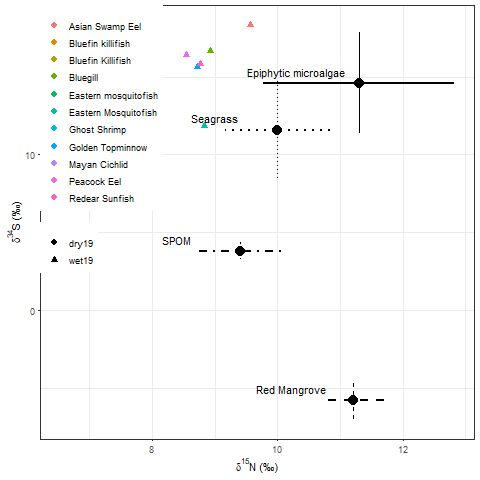 Asian Swamp Eel
Bluefin killifish
Bluefin Killifish
Bluegill
Eastern mosquitofish
Eastern Mosquitofish
Ghost Shrimp
Golden Topminnow
Mayan Cichlid
Peacock Eel
Redear Sunfish
dry19
wet19
Epiphytic microalgae
Seagrass
SPOM
Red Mangrove
10
0
δ³⁴S (‰)
8
10
12
δ¹⁵N (‰)